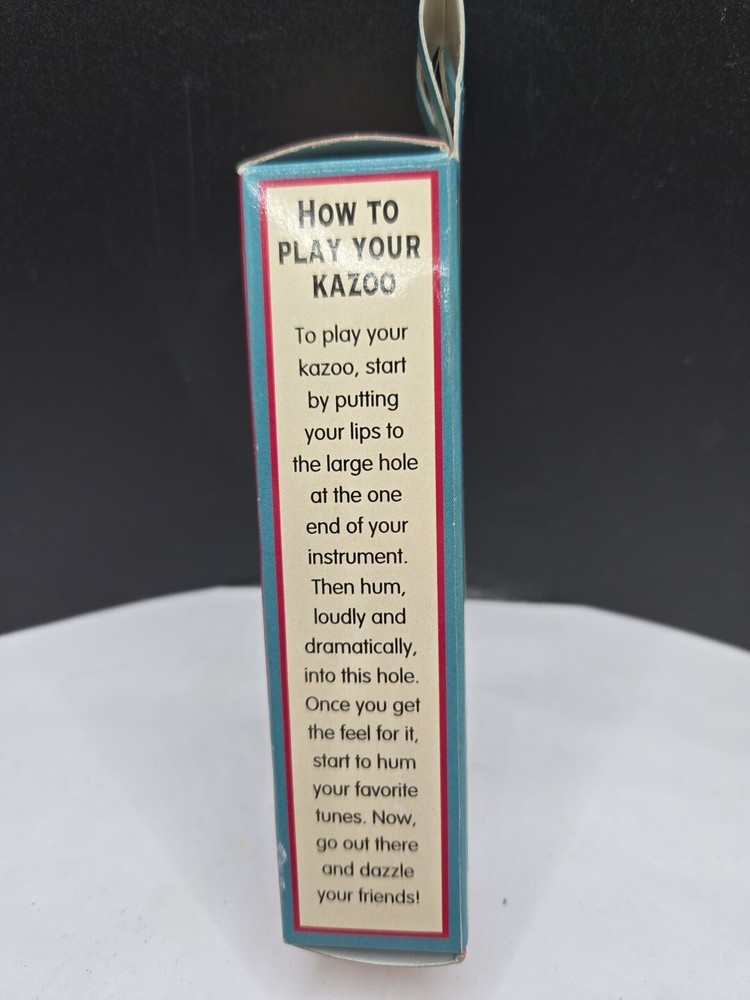 HOW TO
PLAY YOUR
KAZOO
To play your
kazoo, start
by putting
your lips to
the large hole
at the one
end of your
instrument.
Then hum,
loudly and
dramatically,
into this hole.
Once you get
the feel for it,
start to hum
your favorite
tunes. Now,
go out there
and dazzle
your friends!